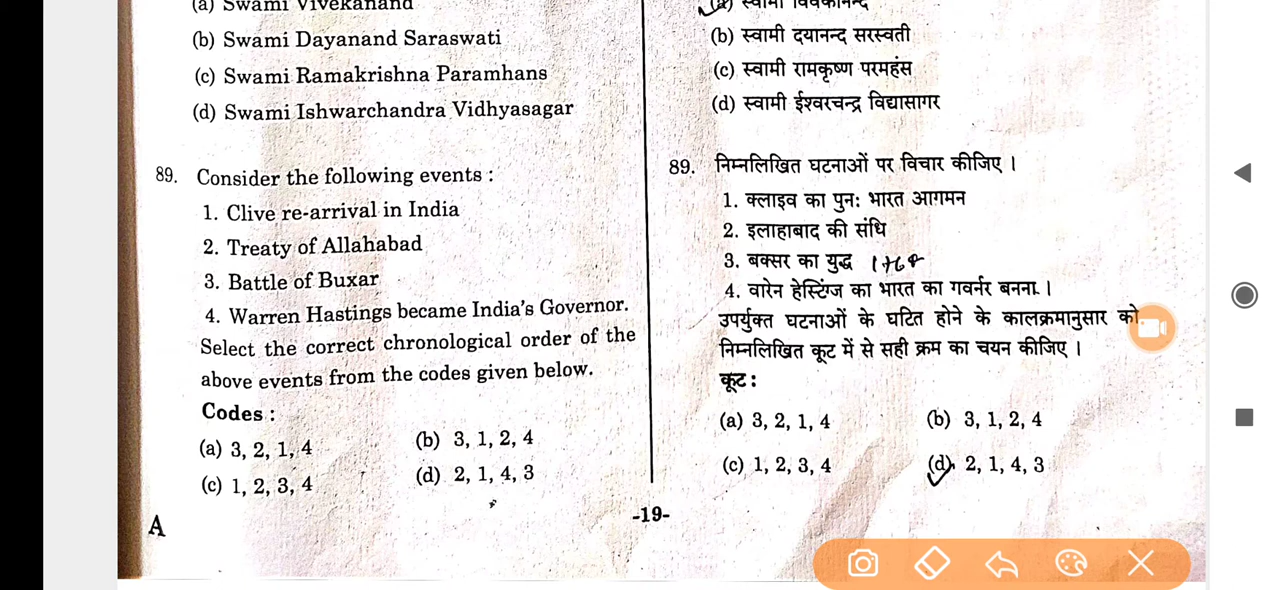 (a) Swami Vivekanand
(b) Swami Dayanand Saraswati
(c) Swami Ramakrishna Paramhans
(d) Swami Ishwarchandra Vidhyasagar
89. Consider the following events :
1. Clive re-arrival in India
2. Treaty of Allahabad
3. Battle of Buxar
4. Warren Hastings became India's Governor.
Select the correct chronological order of the
above events from the codes given below.
Codes :
(a) 3, 2, 1, 4 (b) 3, 1, 2, 4
(c) 1, 2, 3, 4 (d) 2, 1, 4, 3
(a) स्वामी विवेकानन्द
(b) स्वामी दयानन्द सरस्वती
(c) स्वामी रामकृष्ण परमहंस
(d) स्वामी ईश्वरचन्द्र विद्यासागर
89. निम्नलिखित घटनाओं पर विचार कीजिए ।
1. क्लाइव का पुनः भारत आगमन
2. इलाहाबाद की संधि
3. बक्सर का युद्ध 1764
4. वारेन हेस्टिंग्ज का भारत का गवर्नर बनना ।
उपर्युक्त घटनाओं के घटित होने के कालक्रमानुसार को
निम्नलिखित कूट में से सही क्रम का चयन कीजिए ।
कूट :
(a) 3, 2, 1, 4 (b) 3, 1, 2, 4
(c) 1, 2, 3, 4 (d) 2, 1, 4, 3
A
-19-